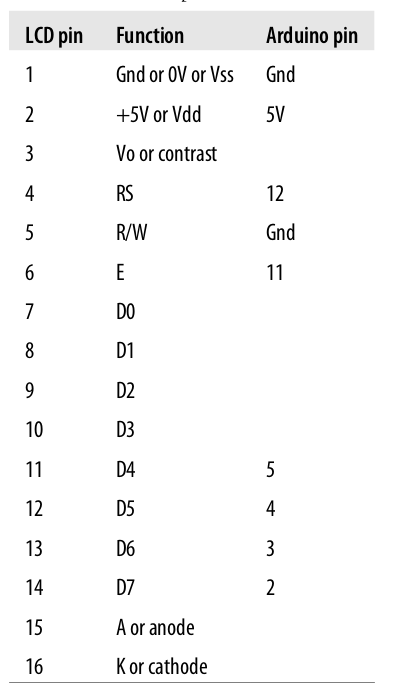 LCD pin Function Arduino pin
1 Gnd or 0V or Vss Gnd
2 +5V or Vdd 5V
3 Vo or contrast
4 RS 12
5 R/W Gnd
6 E 11
7 D0
8 D1
9 D2
10 D3
11 D4 5
12 D5 4
13 D6 3
14 D7 2
15 A or anode
16 K or cathode